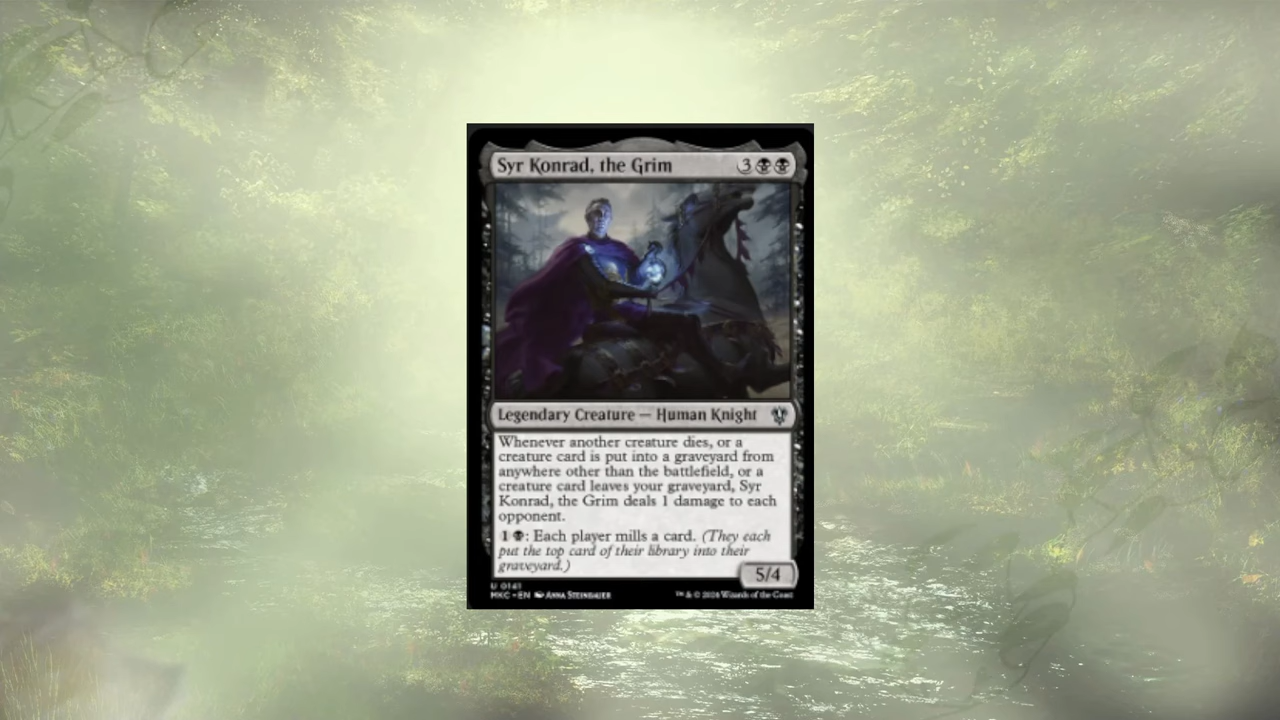 Syr Konrad, the Grim 3
Legendary Creature — Human Knight
Whenever another creature dies, or a
creature card is put into a graveyard from
anywhere other than the battlefield, or a
creature card leaves your graveyard, Syr
Konrad, the Grim deals 1 damage to each
opponent.
1 : Each player mills a card. (They each
put the top card of their library into their
graveyard.)
5/4
U 0141
MKC • EN Anna Steinbauer
™ & © 2024 Wizards of the Coast